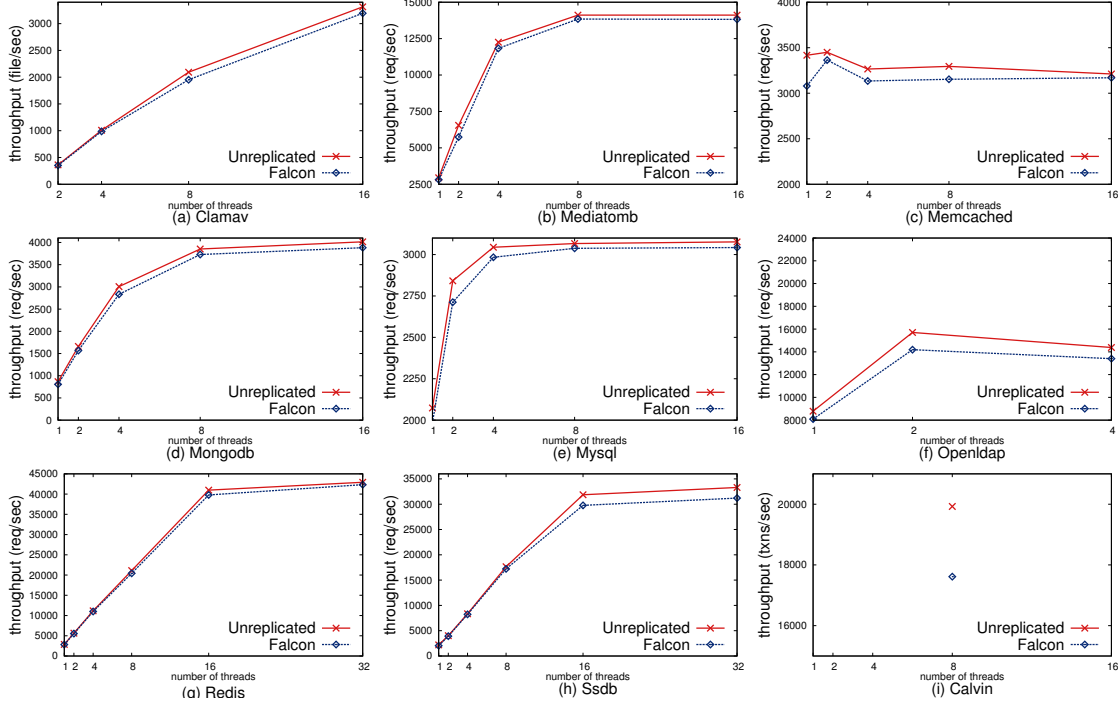 throughput (file/sec)
3000
2500
2000
1500
1000
500
0
Unreplicated
Falcon
2 4 8 16
number of threads
(a) Clamav
throughput (req/sec)
15000
12500
10000
7500
5000
2500
Unreplicated
Falcon
1 2 4 8 16
number of threads
(b) Mediatomb
throughput (req/sec)
4000
3500
3000
2500
2000
Unreplicated
Falcon
1 2 4 8 16
number of threads
(c) Memcached
throughput (req/sec)
4000
3500
3000
2500
2000
1500
1000
500
0
Unreplicated
Falcon
1 2 4 8 16
number of threads
(d) Mongodb
throughput (req/sec)
3000
2750
2500
2250
2000
Unreplicated
Falcon
1 2 4 8 16
number of threads
(e) Mysql
throughput (req/sec)
24000
22000
20000
18000
16000
14000
12000
10000
8000
Unreplicated
Falcon
1 2 4
number of threads
(f) Openldap
throughput (req/sec)
45000
40000
35000
30000
25000
20000
15000
10000
5000
0
Unreplicated
Falcon
1 2 4 8 16 32
(g) Redis
throughput (req/sec)
35000
30000
25000
20000
15000
10000
5000
0
Unreplicated
Falcon
1 2 4 8 16 32
(h) Ssdb
throughput (txns/sec)
20000
18000
16000
Unreplicated
Falcon
1 2 4 8 16
(i) Calvin